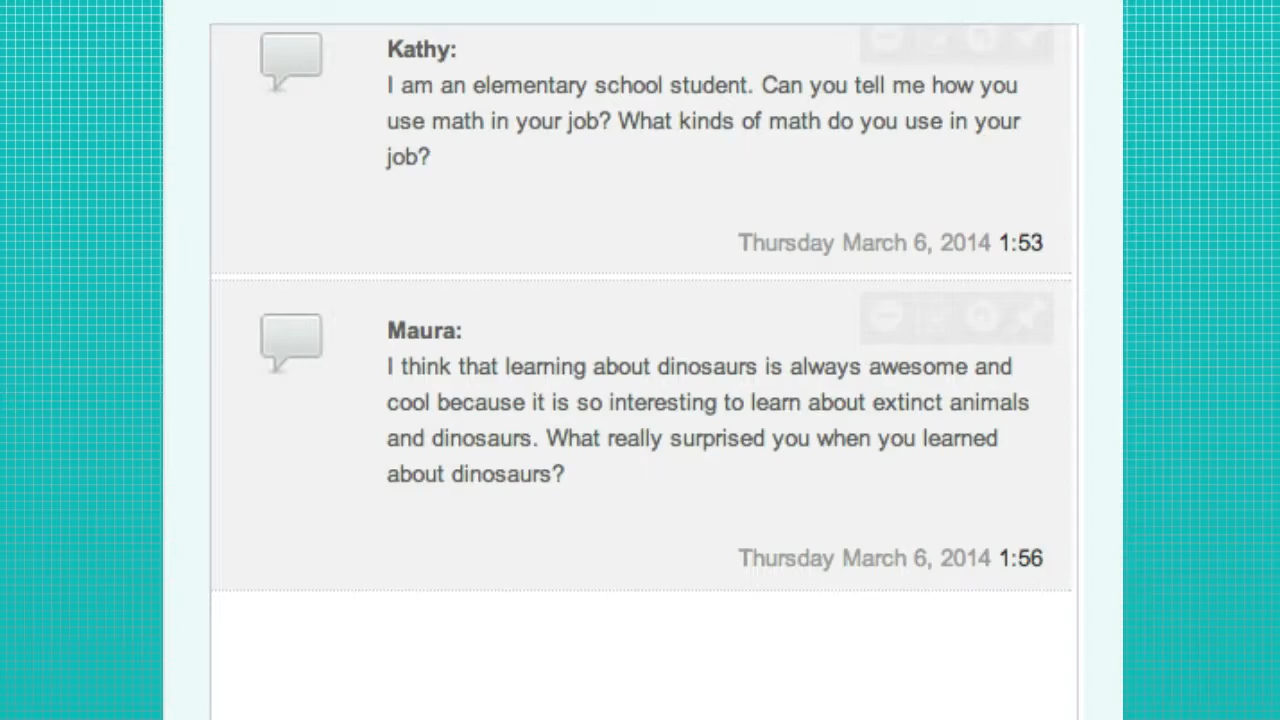 Kathy:
I am an elementary school student. Can you tell me how you
use math in your job? What kinds of math do you use in your
job?
Thursday March 6, 2014 1:53
Maura:
I think that learning about dinosaurs is always awesome and
cool because it is so interesting to learn about extinct animals
and dinosaurs. What really surprised you when you learned
about dinosaurs?
Thursday March 6, 2014 1:56